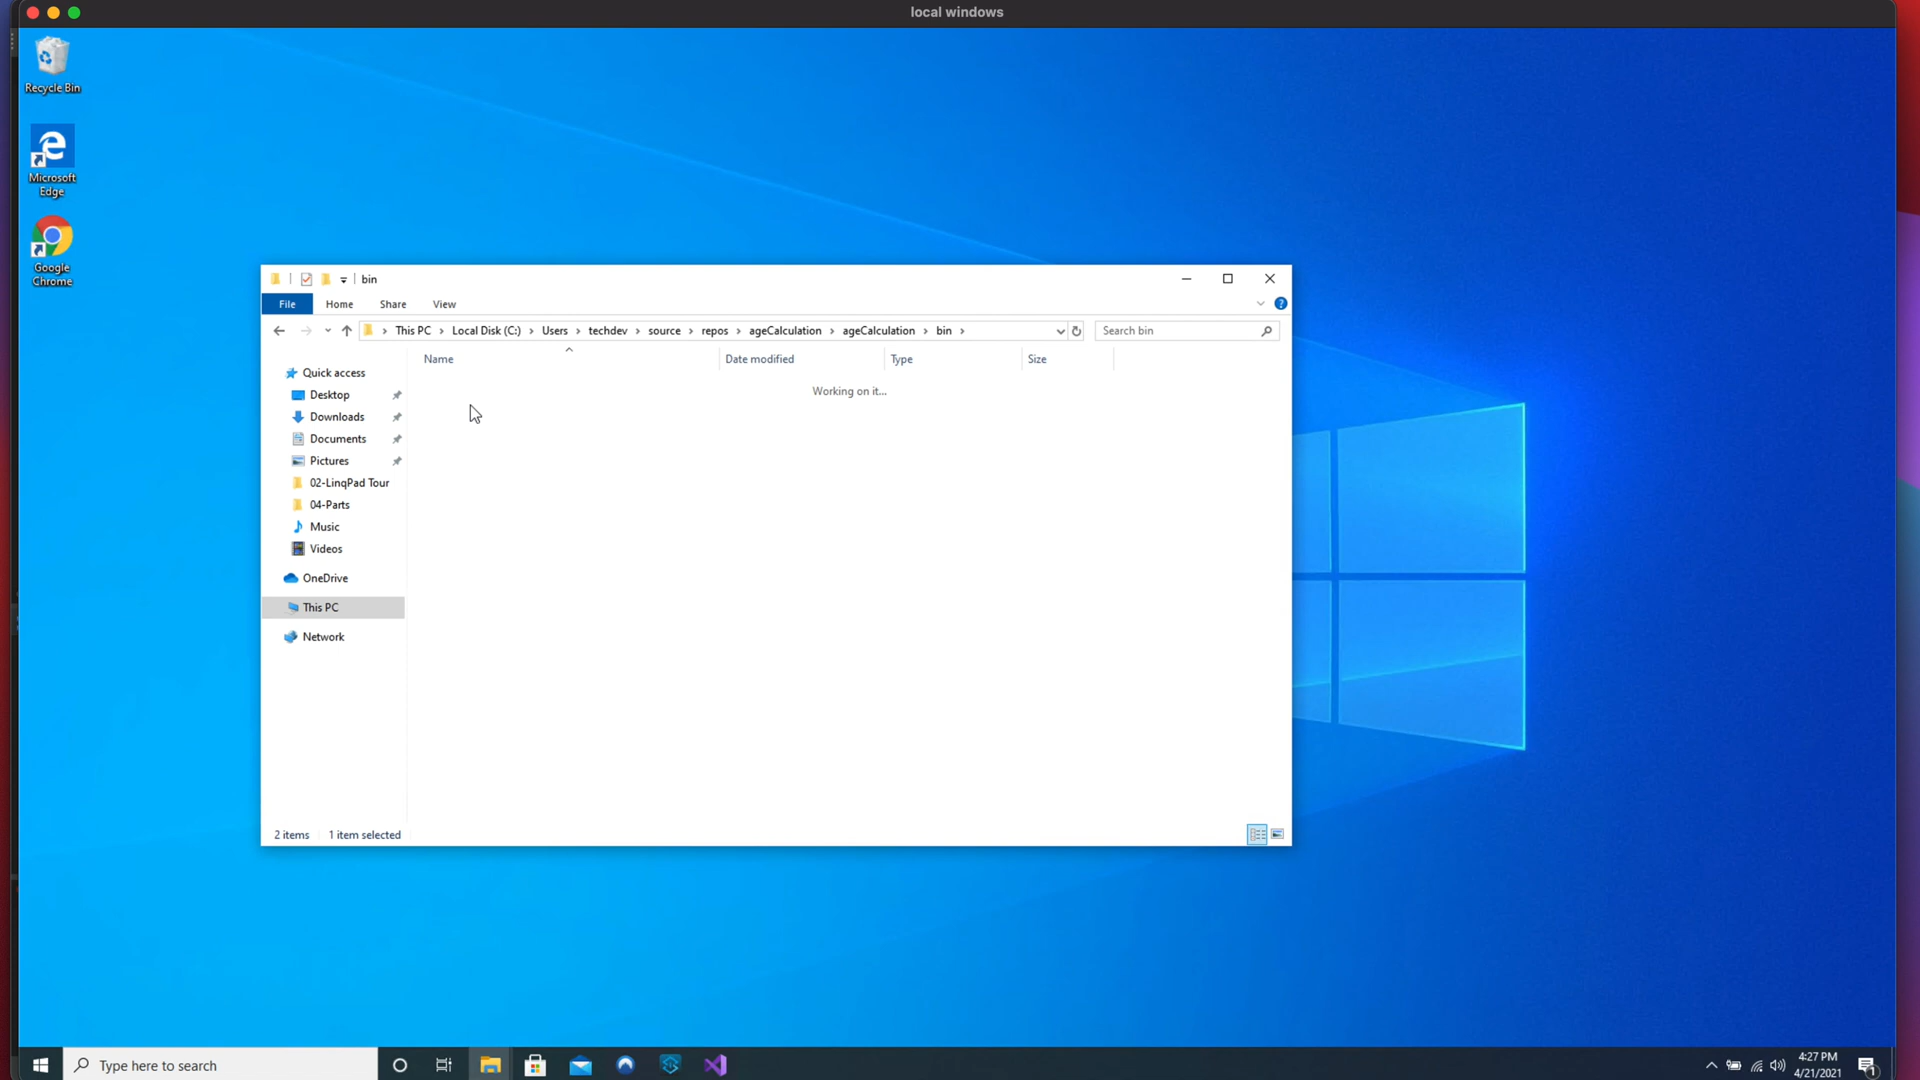 local windows
Recycle Bin
Microsoft
Edge
Google
Chrome
bin
File Home Share View
This PC Local Disk (C:) Users techdev source repos ageCalculation ageCalculation bin
Search bin
Name Date modified Type Size
Working on it...
Quick access
Desktop
Downloads
Documents
Pictures
02-LinqPad Tour
04-Parts
Music
Videos
OneDrive
This PC
Network
2 items 1 item selected
Type here to search
4:27 PM
4/21/2021
1